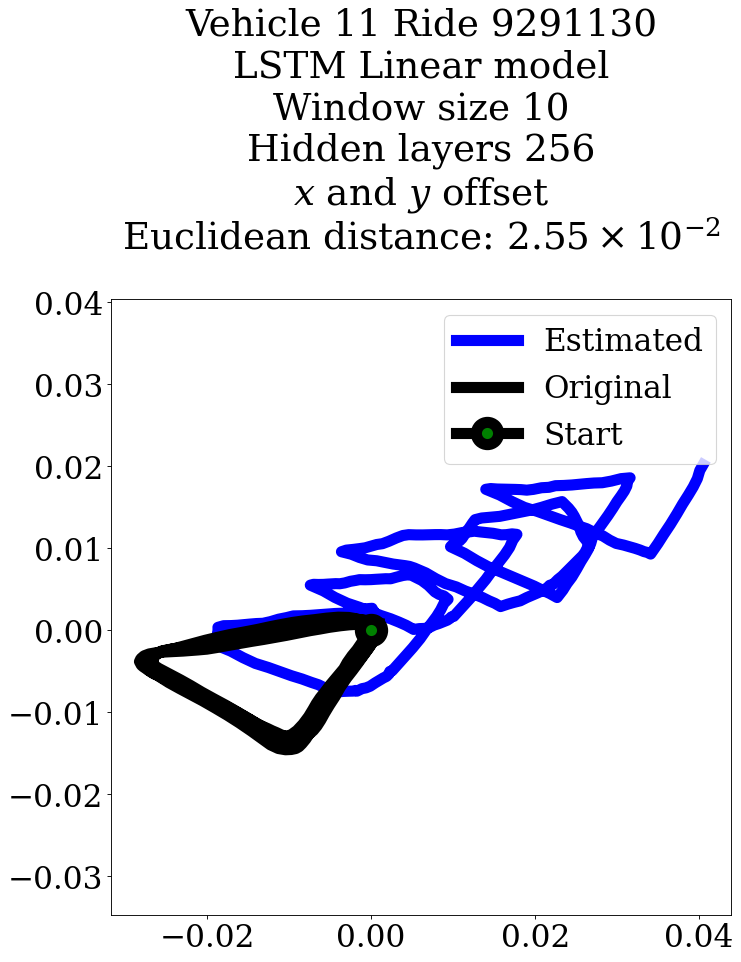 Vehicle 11 Ride 9291130
LSTM Linear model
Window size 10
Hidden layers 256
x and y offset
Euclidean distance: 2.55 × 10⁻²
0.04
0.03
0.02
0.01
0.00
−0.01
−0.02
−0.03
Estimated
Original
Start
−0.02 0.00 0.02 0.04